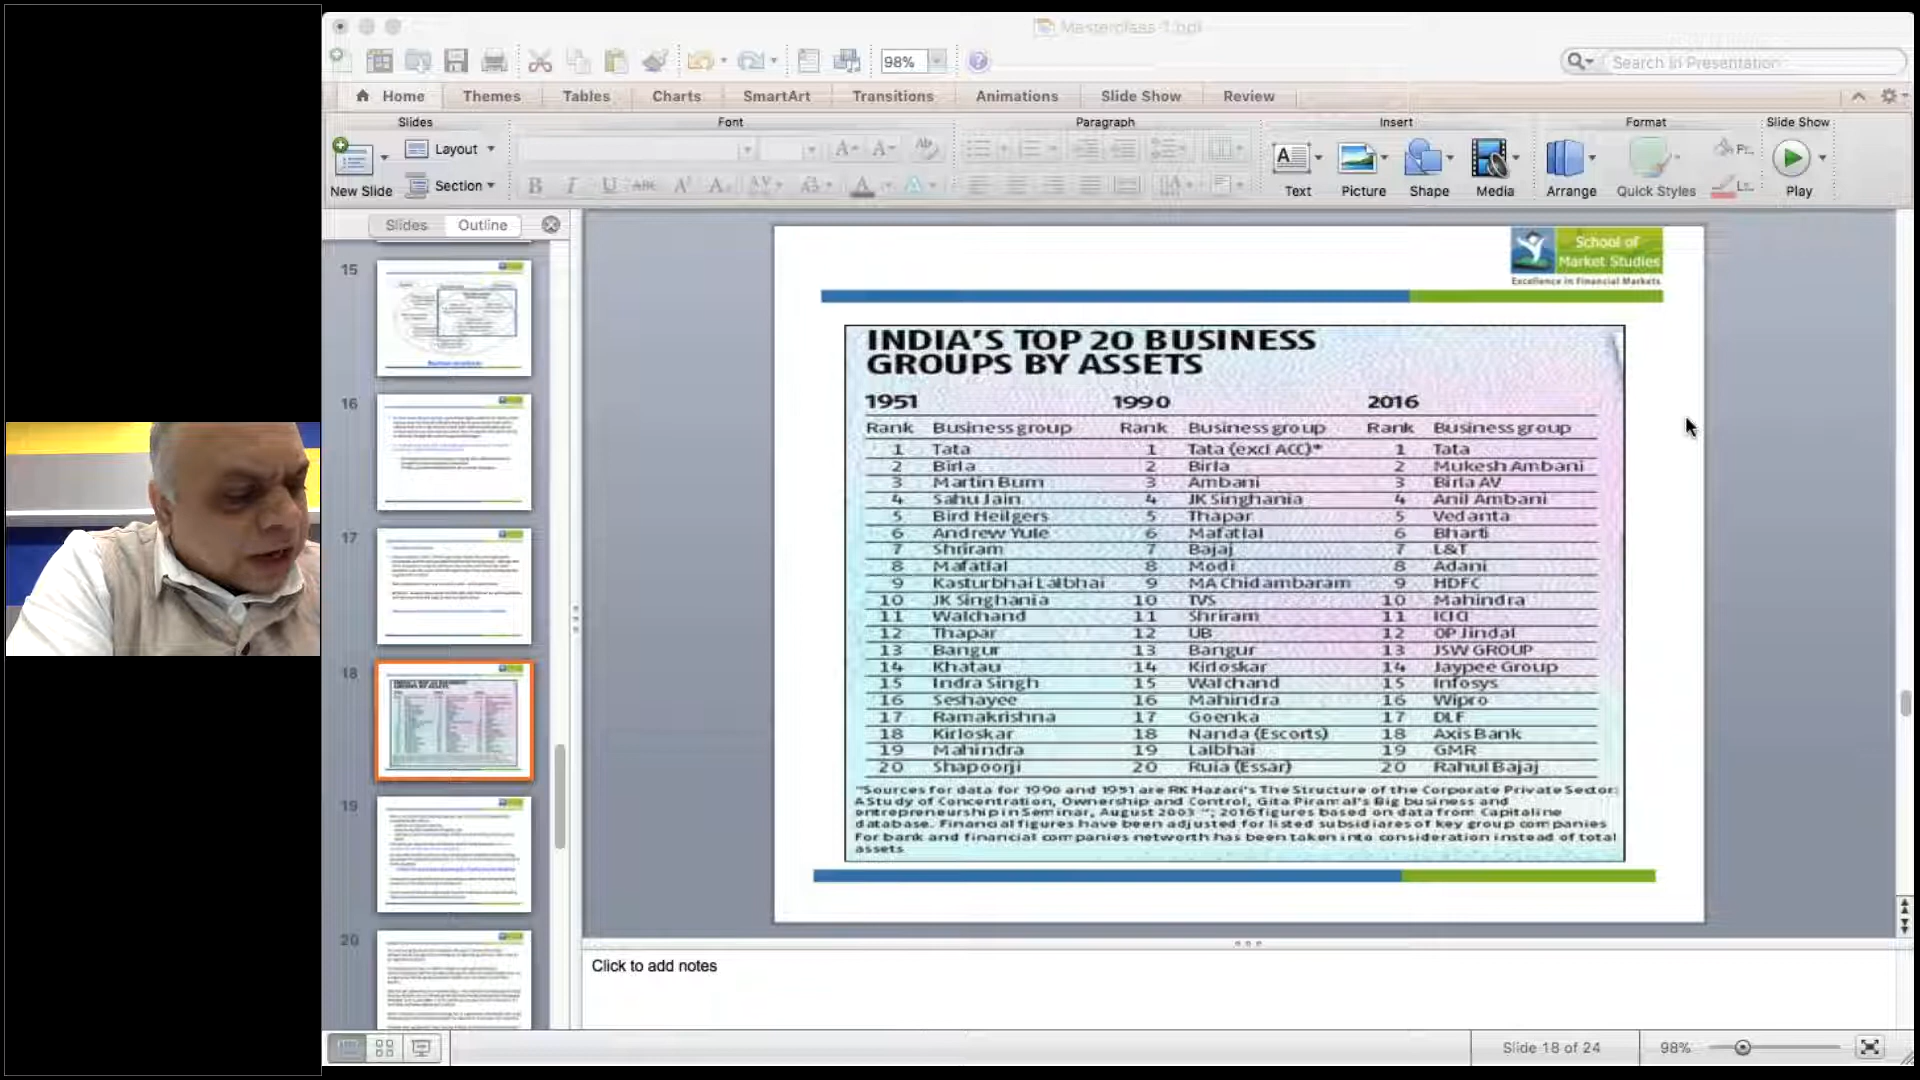 Masterclass-1.ppt
98%
Search in Presentation
Home Themes Tables Charts SmartArt Transitions Animations Slide Show Review
Slides Font Paragraph Insert Format Slide Show
New Slide Layout Section Text Picture Shape Media Arrange Quick Styles Play
Slides Outline
15
16
17
18
19
20
School of
Market Studies
Excellence in Financial Markets
INDIA'S TOP 20 BUSINESS
GROUPS BY ASSETS
1951 1990 2016
Rank Business group Rank Business group Rank Business group
1 Tata 1 Tata (excl ACC)* 1 Tata
2 Birla 2 Birla 2 Mukesh Ambani
3 Martin Burn 3 Ambani 3 Birla AV
4 Sahu Jain 4 JK Singhania 4 Anil Ambani
5 Bird Heilgers 5 Thapar 5 Vedanta
6 Andrew Yule 6 Mafatlal 6 Bharti
7 Shriram 7 Bajaj 7 L&T
8 Mafatlal 8 Modi 8 Adani
9 Kasturbhai Lalbhai 9 MA Chidambaram 9 HDFC
10 JK Singhania 10 TVS 10 Mahindra
11 Walchand 11 Shriram 11 ICICI
12 Thapar 12 UB 12 OP Jindal
13 Bangur 13 Bangur 13 JSW GROUP
14 Khatau 14 Kirloskar 14 Jaypee Group
15 Indra Singh 15 Walchand 15 Infosys
16 Seshayee 16 Mahindra 16 Wipro
17 Ramakrishna 17 Goenka 17 DLF
18 Kirloskar 18 Nanda (Escorts) 18 Axis Bank
19 Mahindra 19 Lalbhai 19 GMR
20 Shapoorji 20 Ruia (Essar) 20 Rahul Bajaj
*Sources for data for 1990 and 1951 are RK Hazari's The Structure of the Corporate Private Sector:
A Study of Concentration, Ownership and Control, Gita Piramal's Big business and
entrepreneurship in Seminar, August 2003 **; 2016 figures based on data from Capitaline
database. Financial figures have been adjusted for listed subsidiares of key group companies
For bank and financial companies networth has been taken into consideration instead of total
assets
Click to add notes
Slide 18 of 24 98%